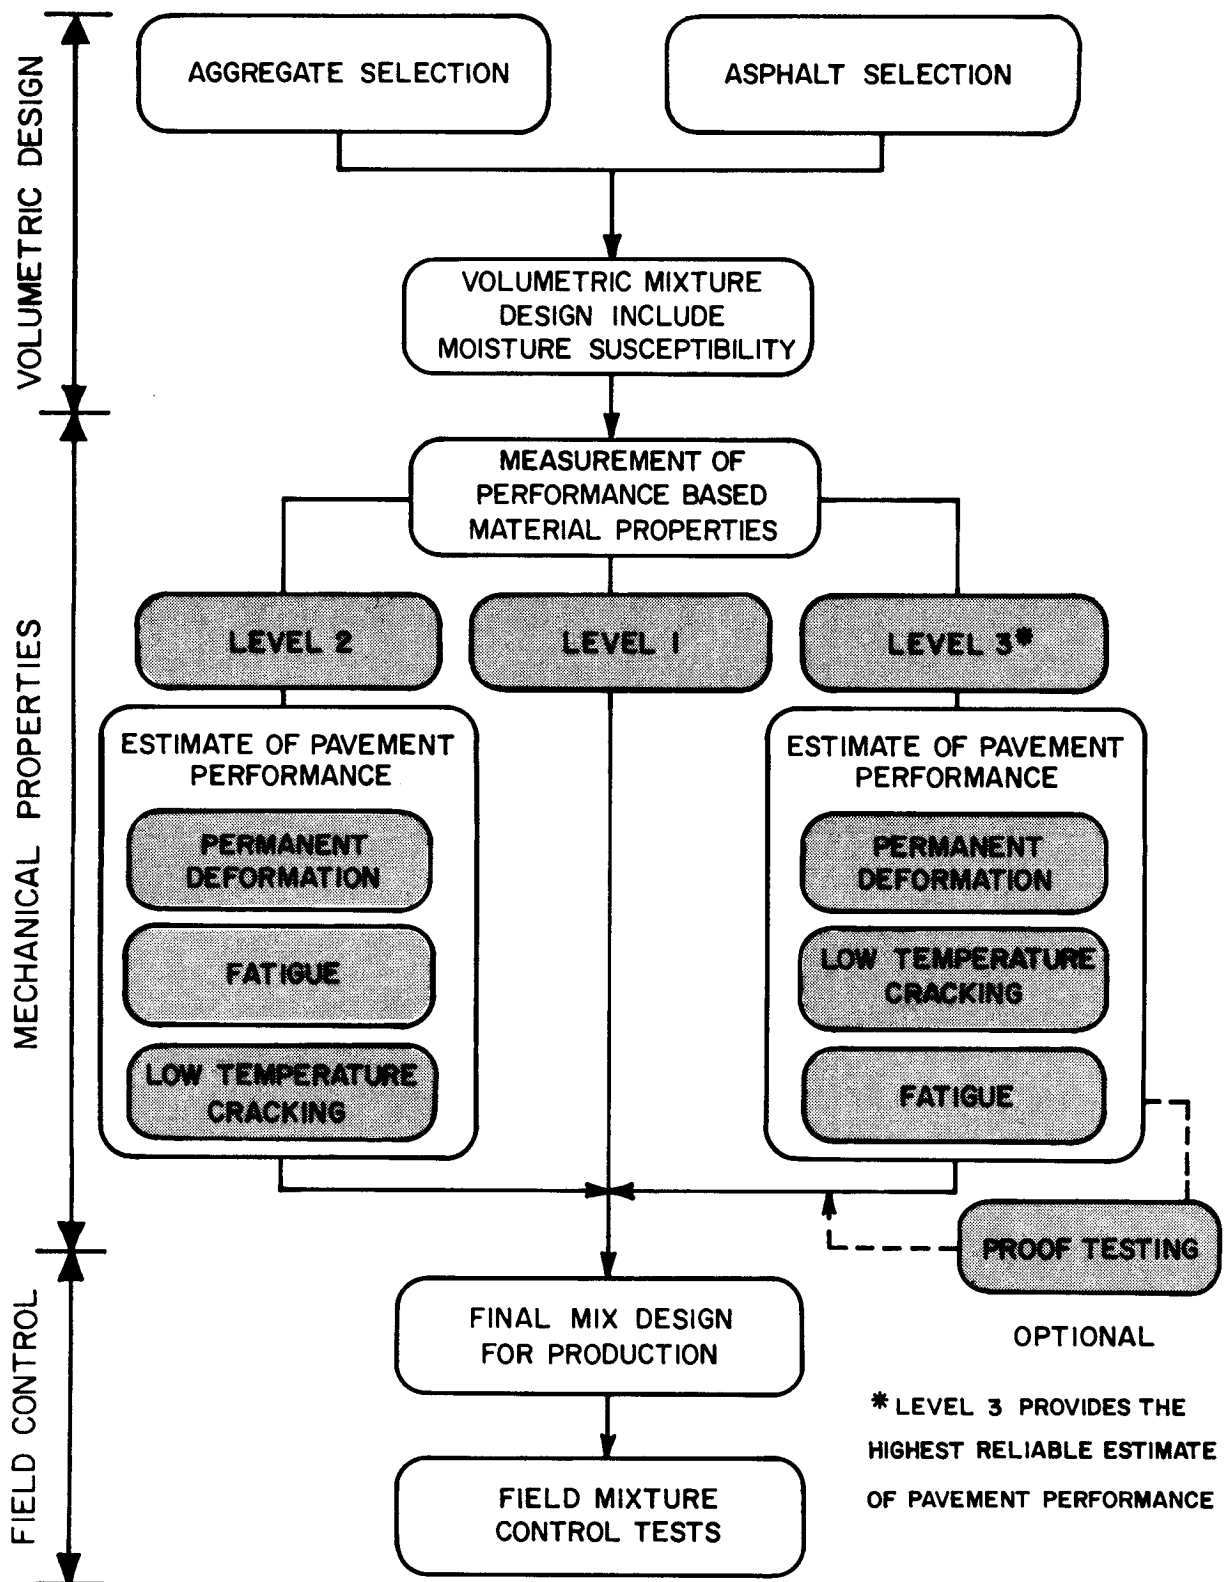 VOLUMETRIC DESIGN
AGGREGATE SELECTION
ASPHALT SELECTION
VOLUMETRIC MIXTURE
DESIGN INCLUDE
MOISTURE SUSCEPTIBILITY
MECHANICAL PROPERTIES
MEASUREMENT OF
PERFORMANCE BASED
MATERIAL PROPERTIES
LEVEL 2
LEVEL 1
LEVEL 3*
ESTIMATE OF PAVEMENT
PERFORMANCE
PERMANENT
DEFORMATION
FATIGUE
LOW TEMPERATURE
CRACKING
ESTIMATE OF PAVEMENT
PERFORMANCE
PERMANENT
DEFORMATION
LOW TEMPERATURE
CRACKING
FATIGUE
PROOF TESTING
OPTIONAL
FIELD CONTROL
FINAL MIX DESIGN
FOR PRODUCTION
FIELD MIXTURE
CONTROL TESTS
* LEVEL 3 PROVIDES THE
HIGHEST RELIABLE ESTIMATE
OF PAVEMENT PERFORMANCE